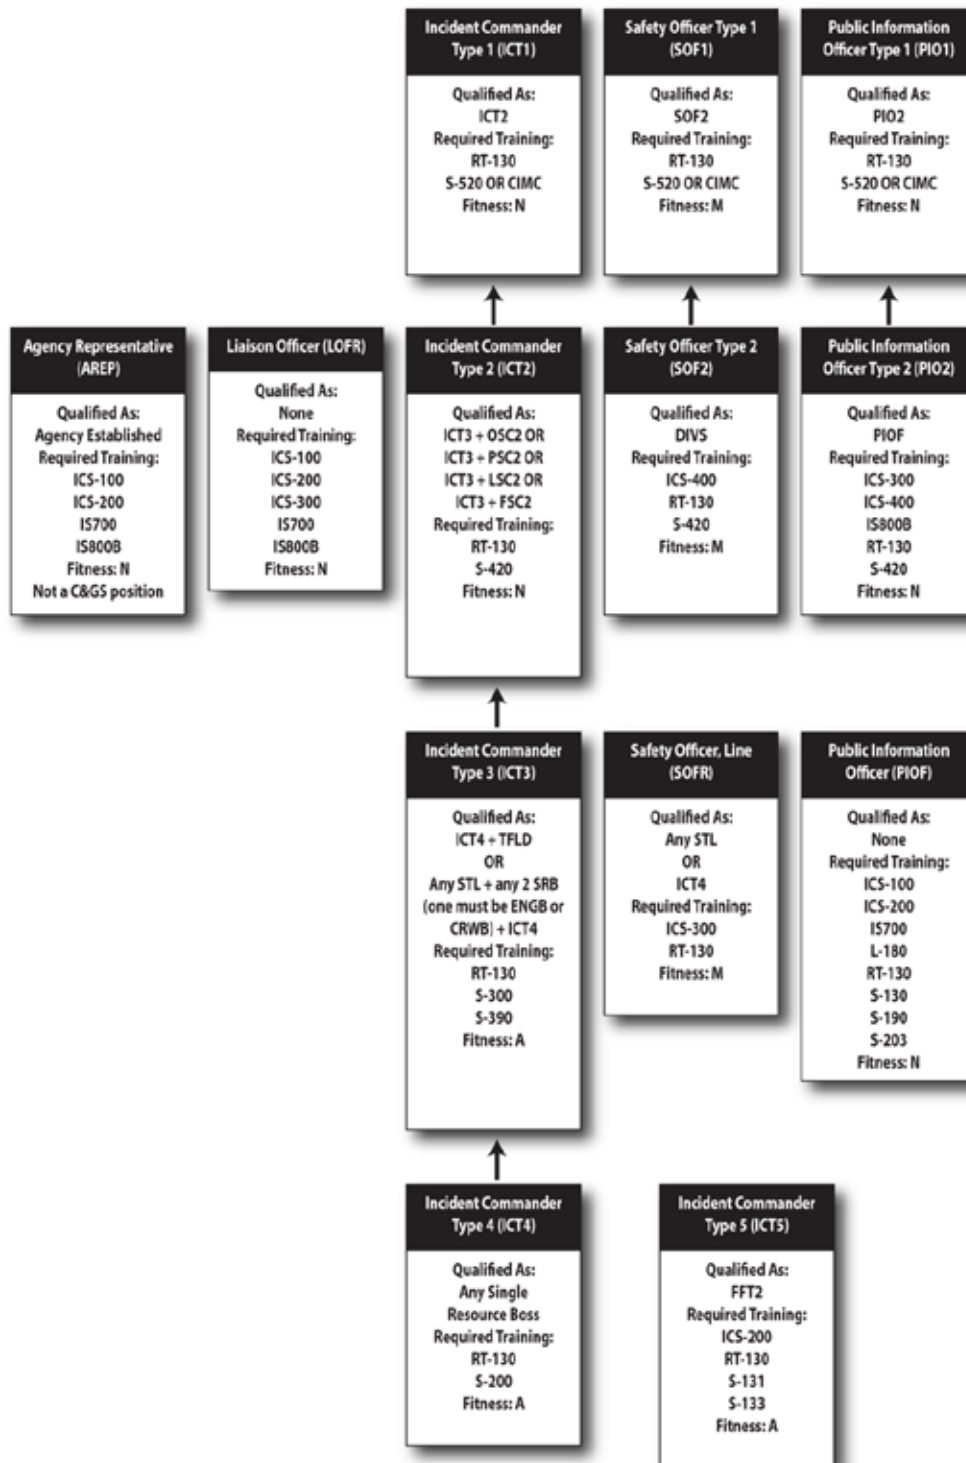 Incident Commander
Type 1 (ICT1)
Qualified As:
ICT2
Required Training:
RT-130
S-520 OR CIMC
Fitness: N
Safety Officer Type 1
(SOF1)
Qualified As:
SOF2
Required Training:
RT-130
S-520 OR CIMC
Fitness: M
Public Information
Officer Type 1 (PIO1)
Qualified As:
PIO2
Required Training:
RT-130
S-520 OR CIMC
Fitness: N
Agency Representative
(AREP)
Qualified As:
Agency Established
Required Training:
ICS-100
ICS-200
IS700
IS800B
Fitness: N
Not a C&GS position
Liaison Officer (LOFR)
Qualified As:
None
Required Training:
ICS-100
ICS-200
ICS-300
IS700
IS800B
Fitness: N
Incident Commander
Type 2 (ICT2)
Qualified As:
ICT3 + OSC2 OR
ICT3 + PSC2 OR
ICT3 + LSC2 OR
ICT3 + FSC2
Required Training:
RT-130
S-420
Fitness: N
Safety Officer Type 2
(SOF2)
Qualified As:
DIVS
Required Training:
ICS-400
RT-130
S-420
Fitness: M
Public Information
Officer Type 2 (PIO2)
Qualified As:
PIOF
Required Training:
ICS-300
ICS-400
IS800B
RT-130
S-420
Fitness: N
Incident Commander
Type 3 (ICT3)
Qualified As:
ICT4 + TFLD
OR
Any STL + any 2 SRB
(one must be ENGB or
CRWB) + ICT4
Required Training:
RT-130
S-300
S-390
Fitness: A
Safety Officer, Line
(SOFR)
Qualified As:
Any STL
OR
ICT4
Required Training:
ICS-300
RT-130
Fitness: M
Public Information
Officer (PIOF)
Qualified As:
None
Required Training:
ICS-100
ICS-200
IS700
L-180
RT-130
S-130
S-190
S-203
Fitness: N
Incident Commander
Type 4 (ICT4)
Qualified As:
Any Single
Resource Boss
Required Training:
RT-130
S-200
Fitness: A
Incident Commander
Type 5 (ICT5)
Qualified As:
FFT2
Required Training:
ICS-200
RT-130
S-131
S-133
Fitness: A